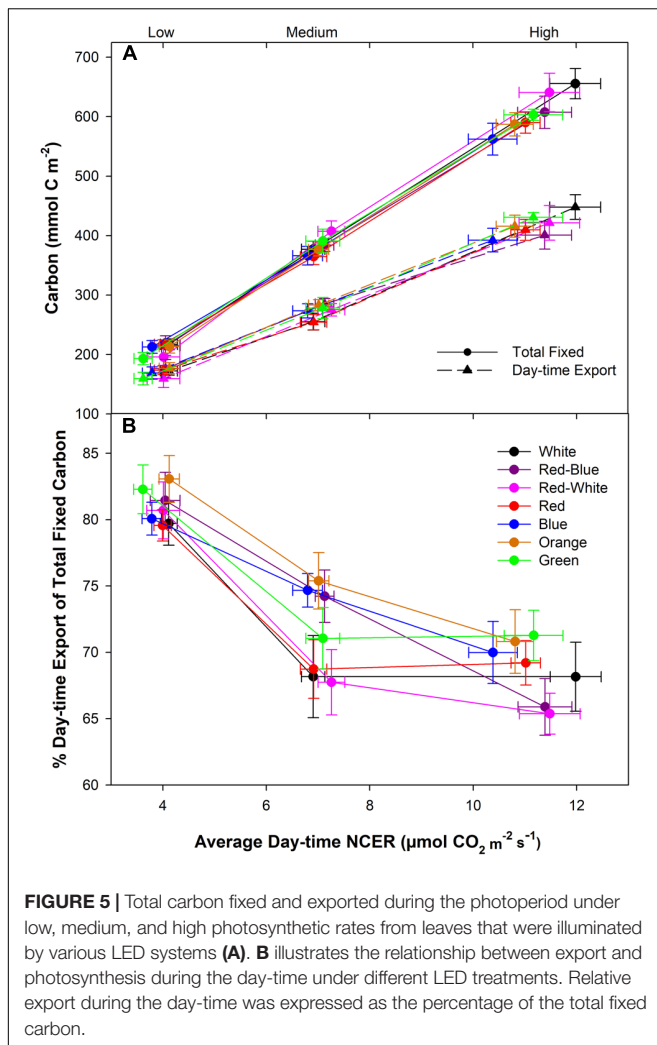 Low Medium High
A
Carbon (mmol C m⁻²)
700
600
500
400
300
200
100
Total Fixed
Day-time Export
B
% Day-time Export of Total Fixed Carbon
85
80
75
70
65
60
White
Red-Blue
Red-White
Red
Blue
Orange
Green
4 6 8 10 12
Average Day-time NCER (µmol CO₂ m⁻² s⁻¹)
FIGURE 5 | Total carbon fixed and exported during the photoperiod under
low, medium, and high photosynthetic rates from leaves that were illuminated
by various LED systems (A). B illustrates the relationship between export and
photosynthesis during the day-time under different LED treatments. Relative
export during the day-time was expressed as the percentage of the total fixed
carbon.